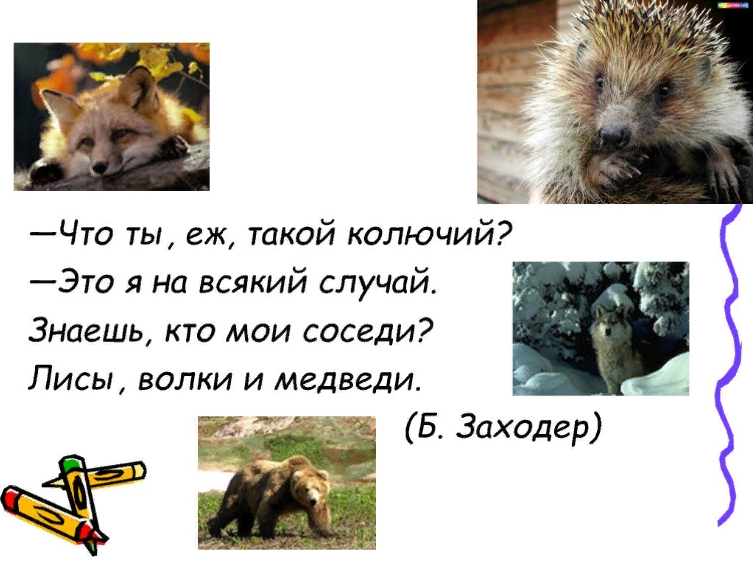 —Что ты, еж, такой колючий?
—Это я на всякий случай.
Знаешь, кто мои соседи?
Лисы, волки и медведи.
(Б. Заходер)